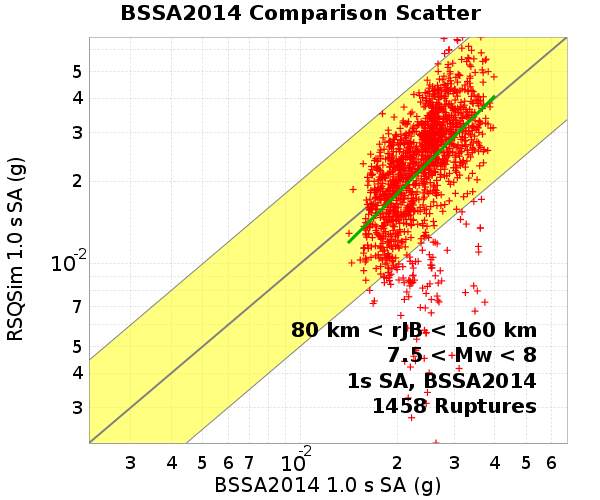 BSSA2014 Comparison Scatter
RSQSim 1.0 s SA (g)
5
4
3
2
10-2
7
5
4
3
80 km < rJB < 160 km
7.5 < Mw < 8
1s SA, BSSA2014
1458 Ruptures
3 4 5 6 7 10-2 2 3 4 5 6
BSSA2014 1.0 s SA (g)